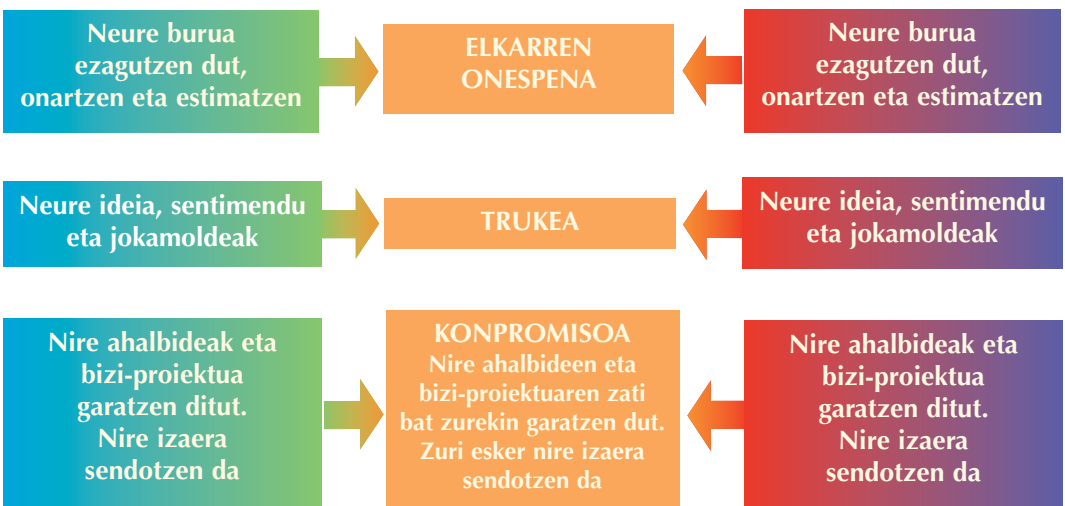 Neure burua
ezagutzen dut,
onartzen eta estimatzen
ELKARREN
ONESPENA
Neure burua
ezagutzen dut,
onartzen eta estimatzen
Neure ideia, sentimendu
eta jokamoldeak
TRUKEA
Neure ideia, sentimendu
eta jokamoldeak
Nire ahalbideak eta
bizi-proiektua
garatzen ditut.
Nire izaera
sendotzen da
KONPROMISOA
Nire ahalbideen eta
bizi-proiektuaren zati
bat zurekin garatzen dut.
Zuri esker nire izaera
sendotzen da
Nire ahalbideak eta
bizi-proiektua
garatzen ditut.
Nire izaera
sendotzen da